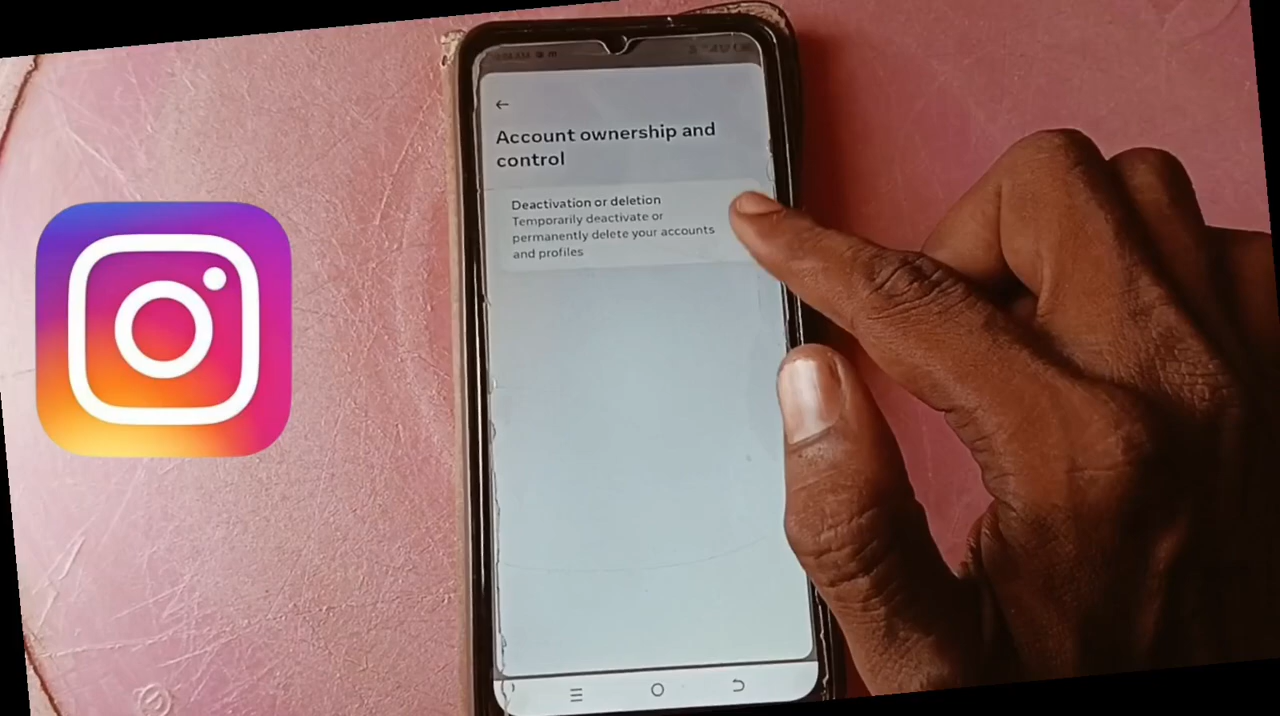 Account ownership and
control
Deactivation or deletion
Temporarily deactivate or
permanently delete your accounts
and profiles